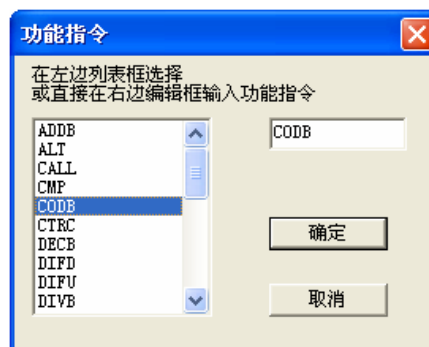 功能指令
在左边列表框选择
或直接在右边编辑框输入功能指令
ADDB
ALT
CALL
CMP
CODB
CTRC
DECB
DIFD
DIFU
DIVB
CODB
确定
取消